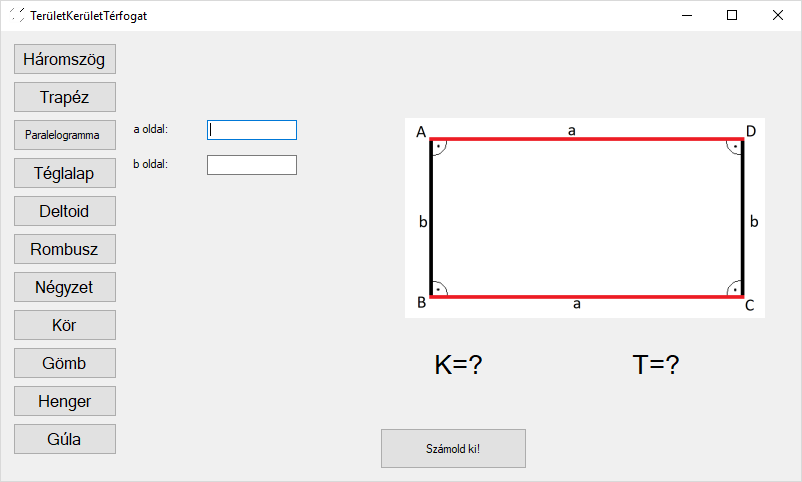 TerületKerületTérfogat
Háromszög
Trapéz
Paralelogramma
Téglalap
Deltoid
Rombusz
Négyzet
Kör
Gömb
Henger
Gúla
a oldal:
b oldal:
A a D
b b
B a C
K=? T=?
Számold ki!